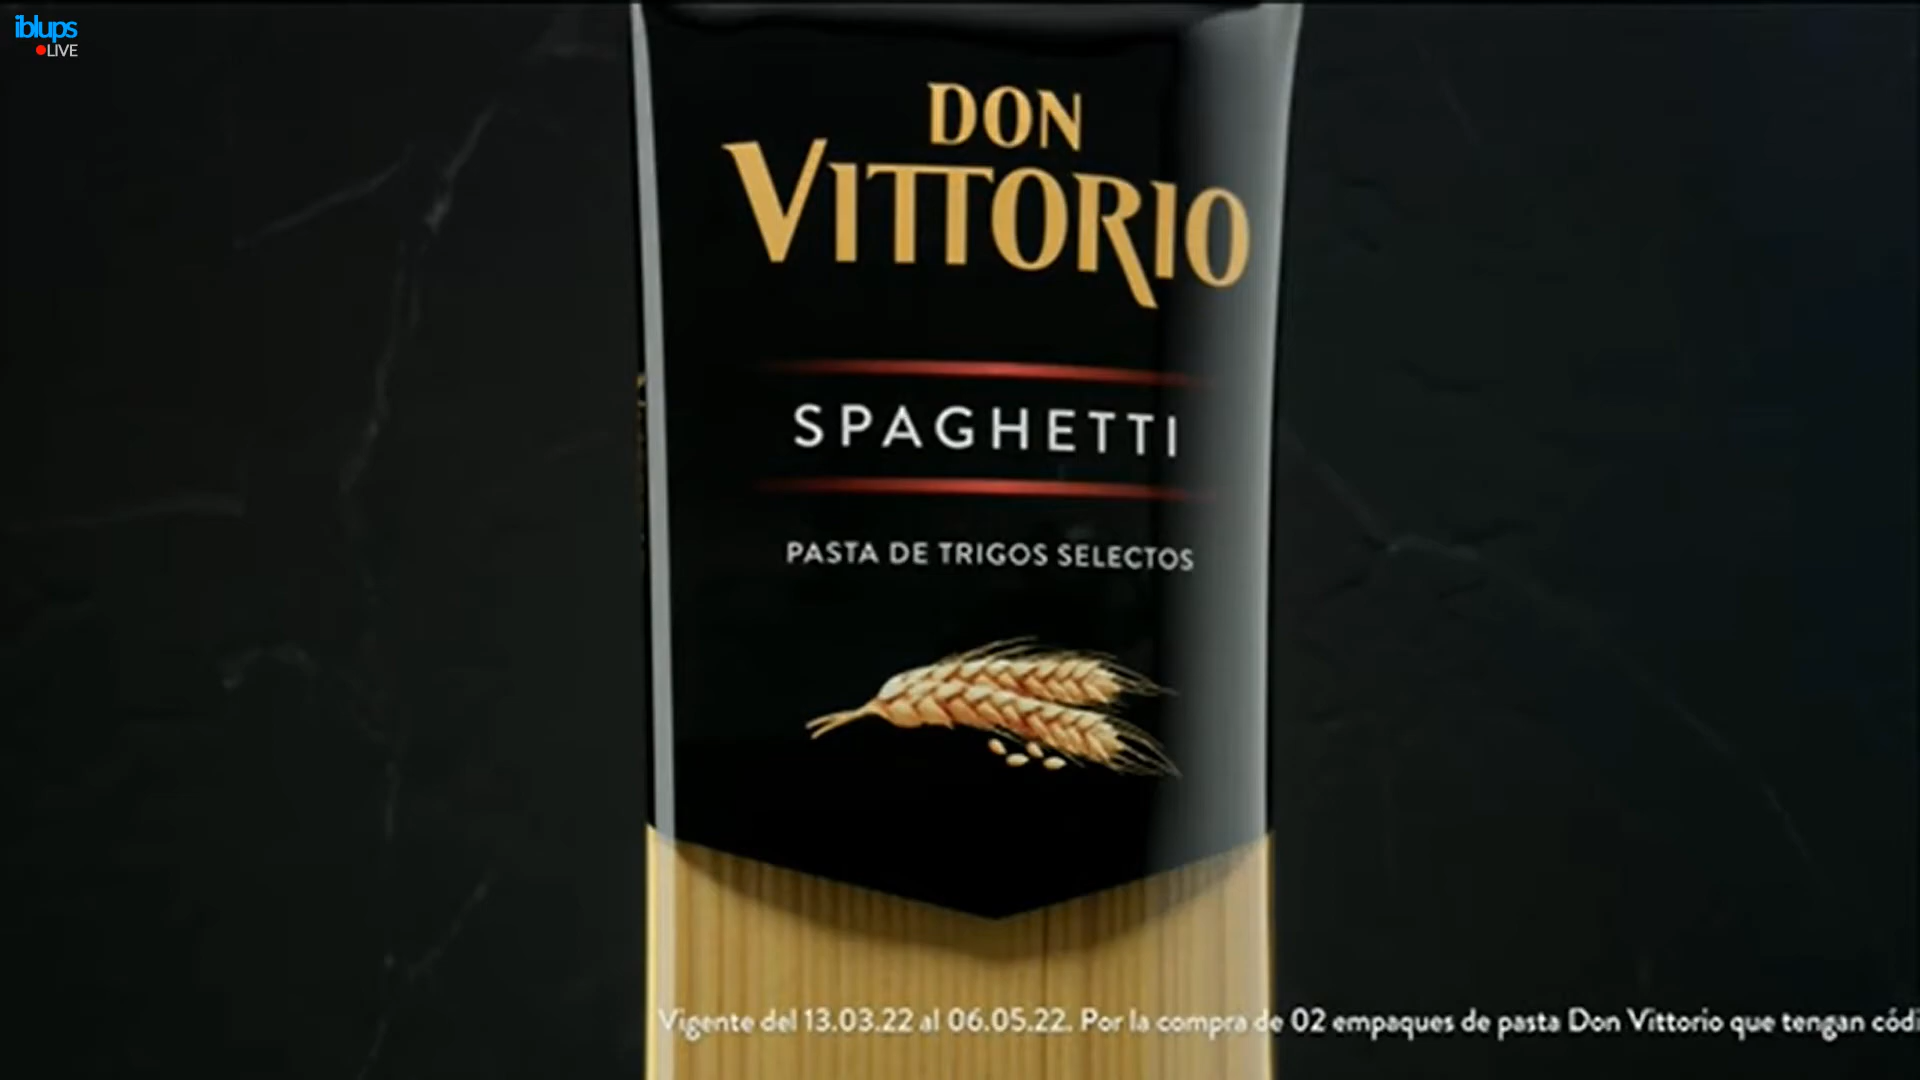 iblups
LIVE
DON
VITTORIO
SPAGHETTI
PASTA DE TRIGOS SELECTOS
Vigente del 13.03.22 al 06.05.22. Por la compra de 02 empaques de pasta Don Vittorio que tengan códi